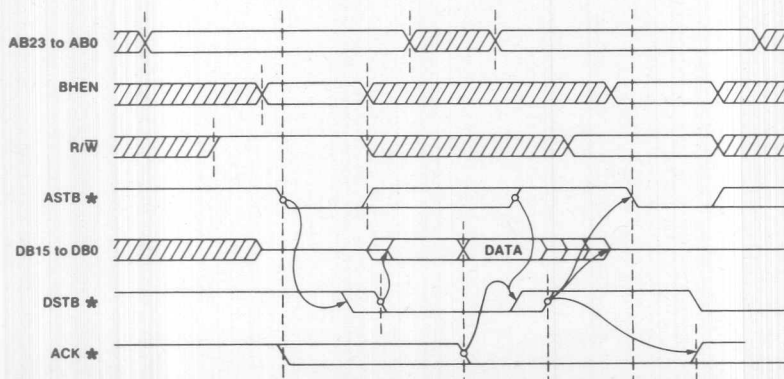 AB23 to AB0
BHEN
R/W̅
ASTB *
DB15 to DB0
DATA
DSTB *
ACK *